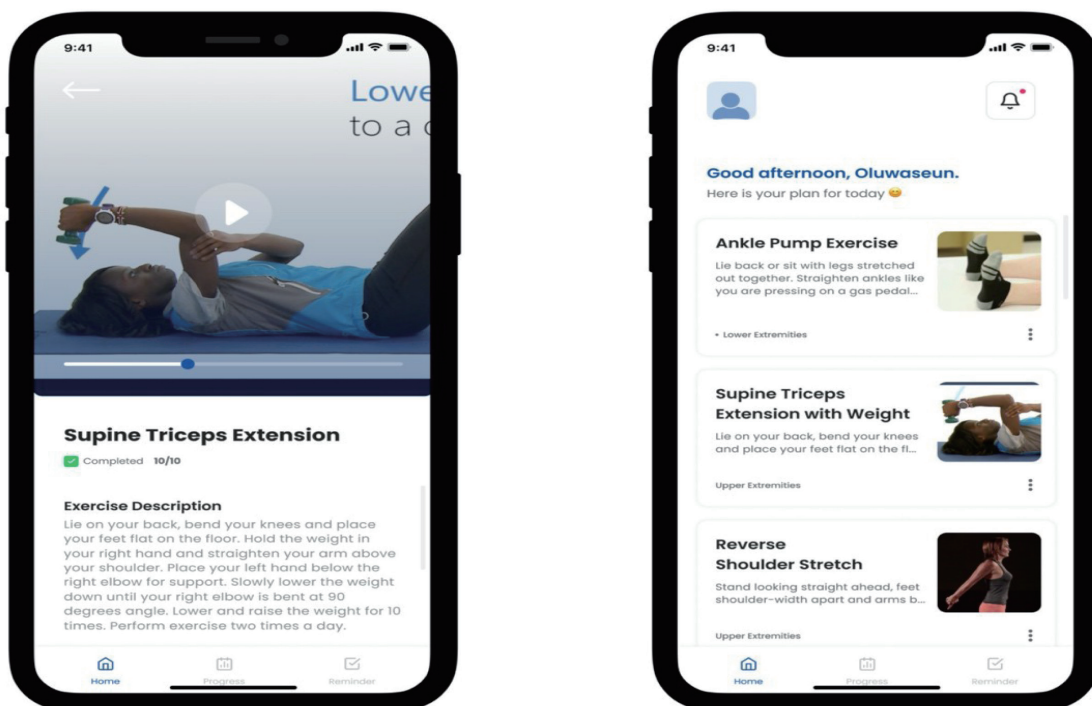 9:41
Lowe
to a
Supine Triceps Extension
Completed 10/10
Exercise Description
Lie on your back, bend your knees and place
your feet flat on the floor. Hold the weight in
your right hand and straighten your arm above
your shoulder. Place your left hand below the
right elbow for support. Slowly lower the weight
down until your right elbow is bent at 90
degrees angle. Lower and raise the weight for 10
times. Perform exercise two times a day.
Home
Progress
Reminder
9:41
Good afternoon, Oluwaseun.
Here is your plan for today 😄
Ankle Pump Exercise
Lie back or sit with legs stretched
out together. Straighten ankles like
you are pressing on a gas pedal...
• Lower Extremities
Supine Triceps
Extension with Weight
Lie on your back, bend your knees
and place your feet flat on the fl...
Upper Extremities
Reverse
Shoulder Stretch
Stand looking straight ahead, feet
shoulder-width apart and arms b...
Upper Extremities
Home
Progress
Reminder